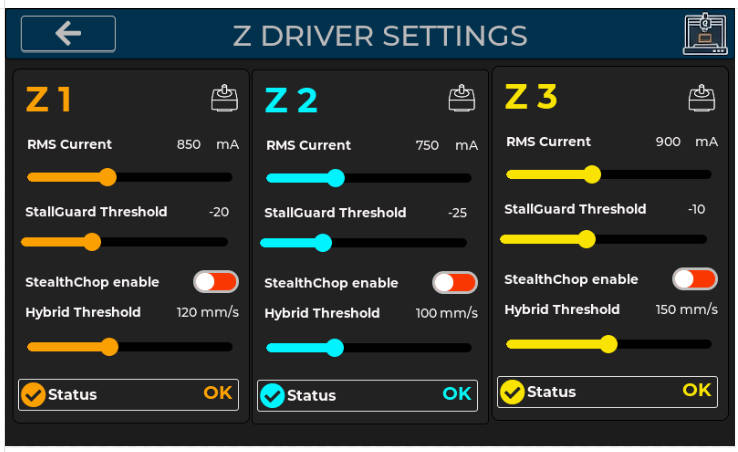 Z DRIVER SETTINGS
Z 1
RMS Current 850 mA
StallGuard Threshold -20
StealthChop enable
Hybrid Threshold 120 mm/s
Status OK
Z 2
RMS Current 750 mA
StallGuard Threshold -25
StealthChop enable
Hybrid Threshold 100 mm/s
Status OK
Z 3
RMS Current 900 mA
StallGuard Threshold -10
StealthChop enable
Hybrid Threshold 150 mm/s
Status OK